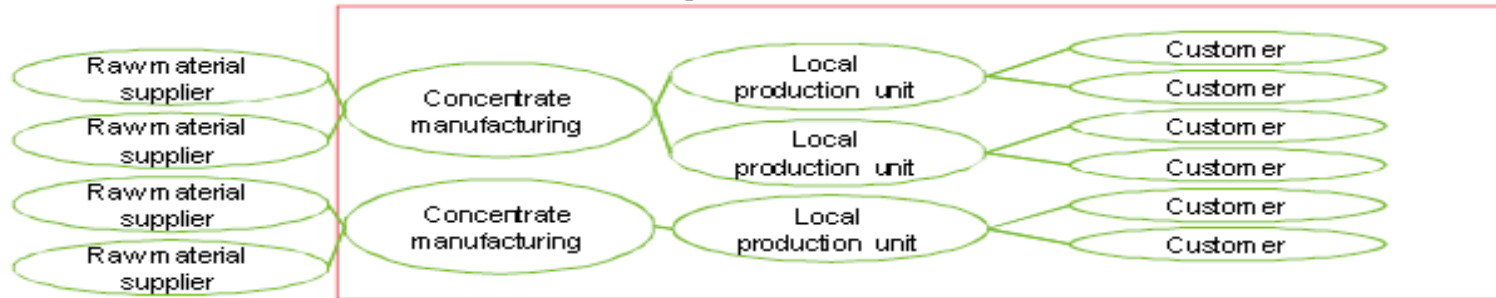 Raw material
supplier
Raw material
supplier
Raw material
supplier
Raw material
supplier
Concentrate
manufacturing
Concentrate
manufacturing
Local
production unit
Local
production unit
Local
production unit
Customer
Customer
Customer
Customer
Customer
Customer